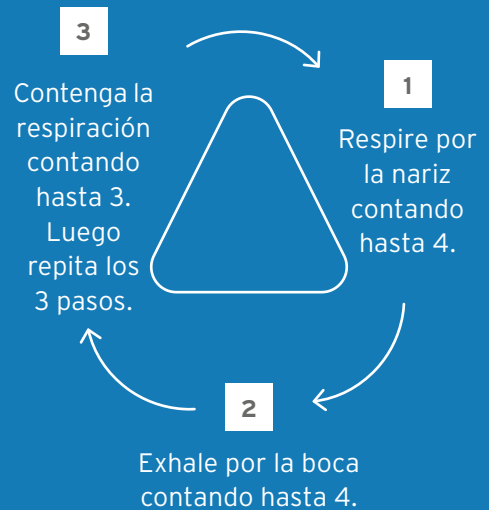 1
Respire por
la nariz
contando
hasta 4.
2
Exhale por la boca
contando hasta 4.
3
Contenga la
respiración
contando
hasta 3.
Luego
repita los
3 pasos.